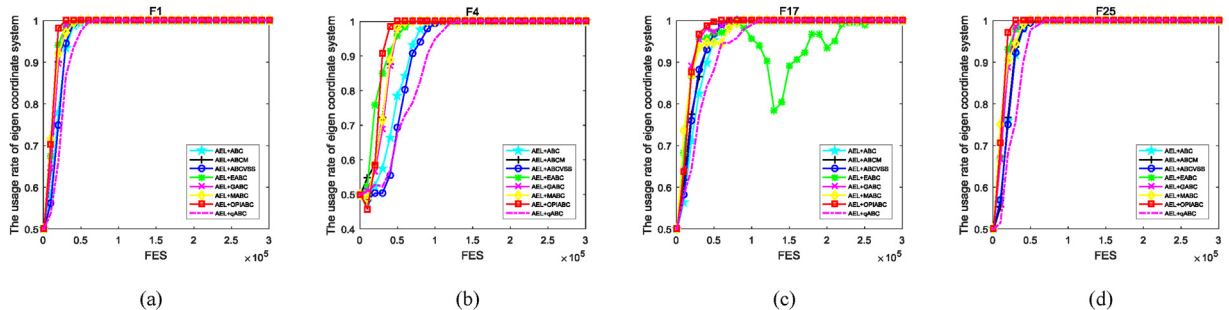 F1
The usage rate of eigen coordinate system
1
0.9
0.8
0.7
0.6
0.5
AEL+ABC
AEL+ABCM
AEL+ABCVSS
AEL+EABC
AEL+GABC
AEL+MABC
AEL+OPIABC
AEL+qABC
0 0.5 1 1.5 2 2.5 3
FES
×10^5
(a)
F4
The usage rate of eigen coordinate system
1
0.9
0.8
0.7
0.6
0.5
0.4
AEL+ABC
AEL+ABCM
AEL+ABCVSS
AEL+EABC
AEL+GABC
AEL+MABC
AEL+OPIABC
AEL+qABC
0 0.5 1 1.5 2 2.5 3
FES
×10^5
(b)
F17
The usage rate of eigen coordinate system
1
0.9
0.8
0.7
0.6
0.5
AEL+ABC
AEL+ABCM
AEL+ABCVSS
AEL+EABC
AEL+GABC
AEL+MABC
AEL+OPIABC
AEL+qABC
0 0.5 1 1.5 2 2.5 3
FES
×10^5
(c)
F25
The usage rate of eigen coordinate system
1
0.9
0.8
0.7
0.6
0.5
AEL+ABC
AEL+ABCM
AEL+ABCVSS
AEL+EABC
AEL+GABC
AEL+MABC
AEL+OPIABC
AEL+qABC
0 0.5 1 1.5 2 2.5 3
FES
×10^5
(d)